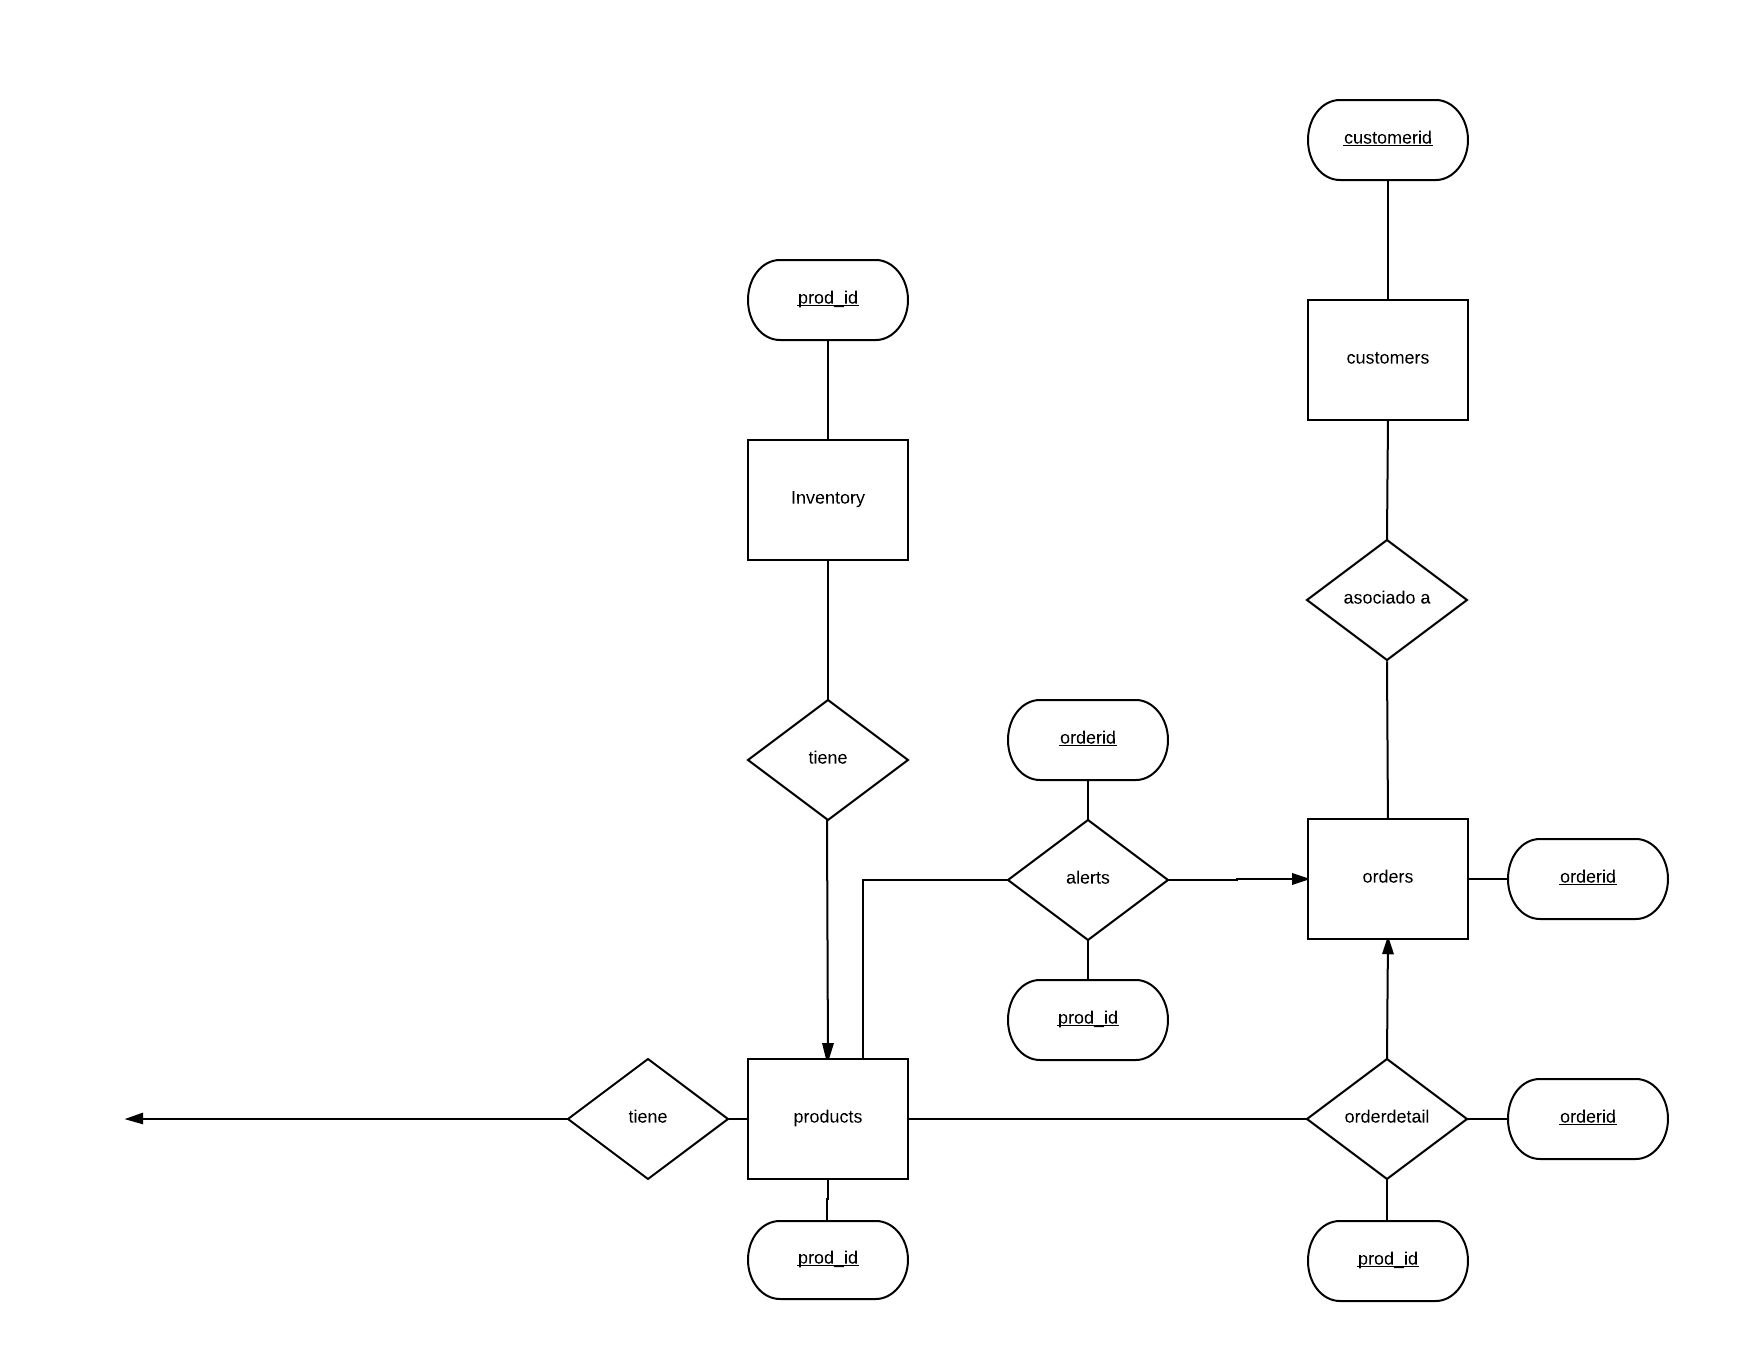 customerid
prod_id
customers
Inventory
asociado a
orderid
tiene
alerts
orders
orderid
prod_id
tiene
products
orderdetail
orderid
prod_id
prod_id